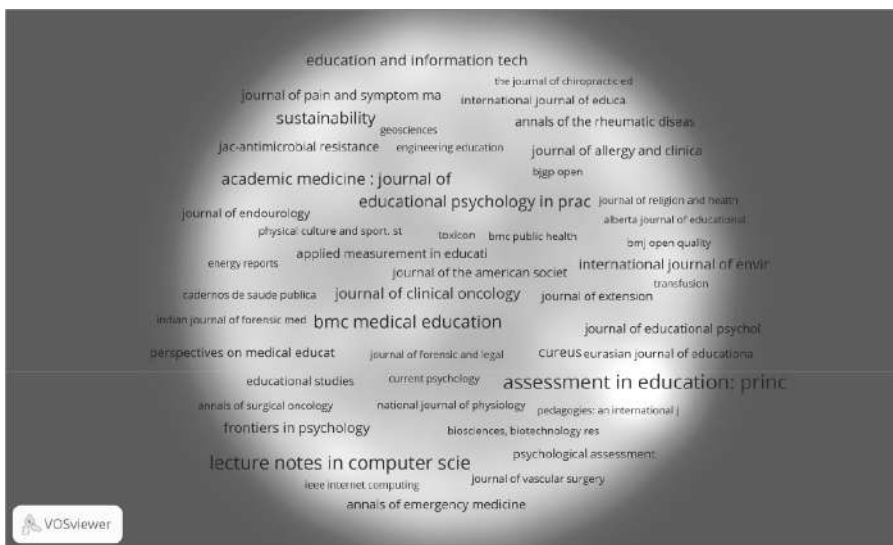 education and information tech
the journal of chiropractic ed
journal of pain and symptom ma
international journal of educa
sustainability
annals of the rheumatic diseas
geosciences
jac-antimicrobial resistance
engineering education
journal of allergy and clinica
bjgp open
academic medicine : journal of
educational psychology in prac
journal of religion and health
journal of endourology
alberta journal of educational
physical culture and sport. st
toxicon
bmc public health
bmj open quality
applied measurement in educati
energy reports
journal of the american societ
international journal of envir
transfusion
cadernos de saude publica
journal of clinical oncology
journal of extension
indian journal of forensic med
bmc medical education
journal of educational psychol
perspectives on medical educat
journal of forensic and legal
cureus
eurasian journal of educationa
educational studies
current psychology
assessment in education: princ
annals of surgical oncology
national journal of physiology
pedagogies: an international j
frontiers in psychology
biosciences, biotechnology res
lecture notes in computer scie
psychological assessment
ieee internet computing
journal of vascular surgery
annals of emergency medicine
VOSviewer